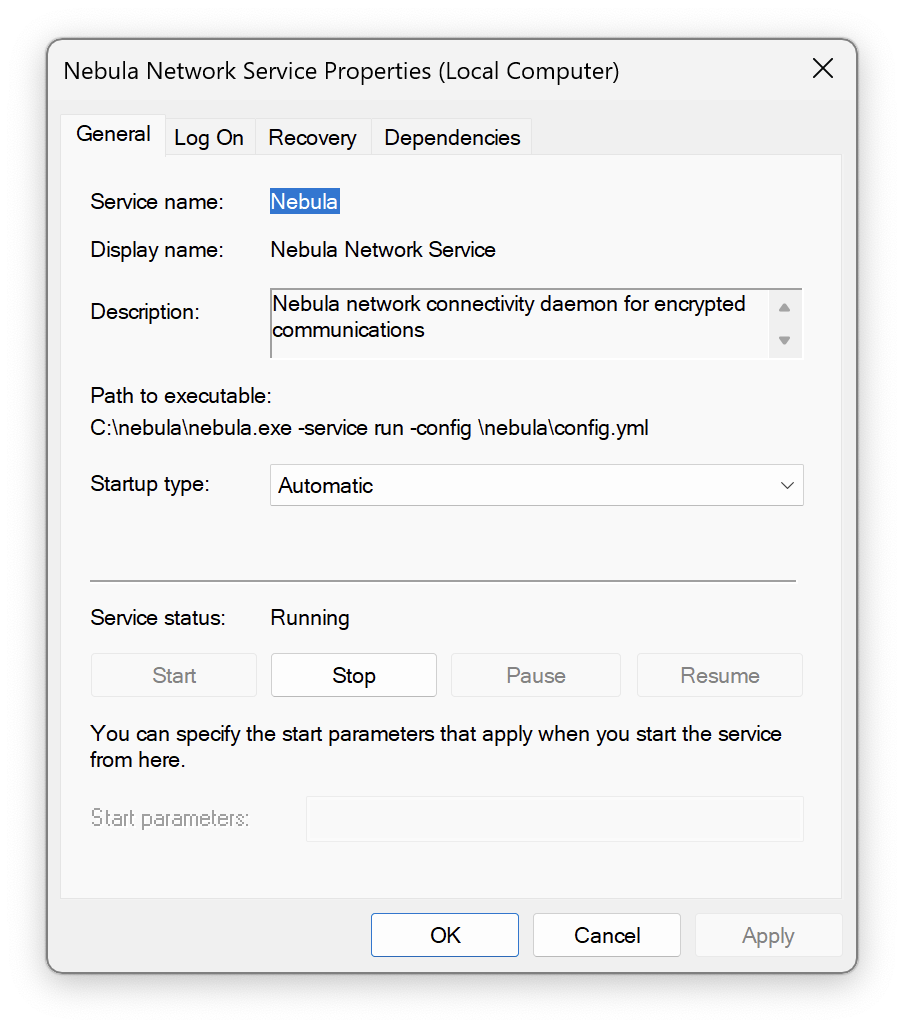 Nebula Network Service Properties (Local Computer)
General
Log On
Recovery
Dependencies
Service name:
Nebula
Display name:
Nebula Network Service
Description:
Nebula network connectivity daemon for encrypted
communications
Path to executable:
C:\nebula\nebula.exe -service run -config \nebula\config.yml
Startup type:
Automatic
Service status:
Running
Start
Stop
Pause
Resume
You can specify the start parameters that apply when you start the service
from here.
Start parameters:
OK
Cancel
Apply